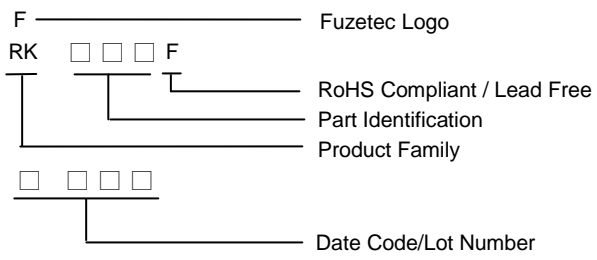 F Fuzetec Logo
RK □ □ □ F
RoHS Compliant / Lead Free
Part Identification
Product Family
□ □ □ □
Date Code/Lot Number